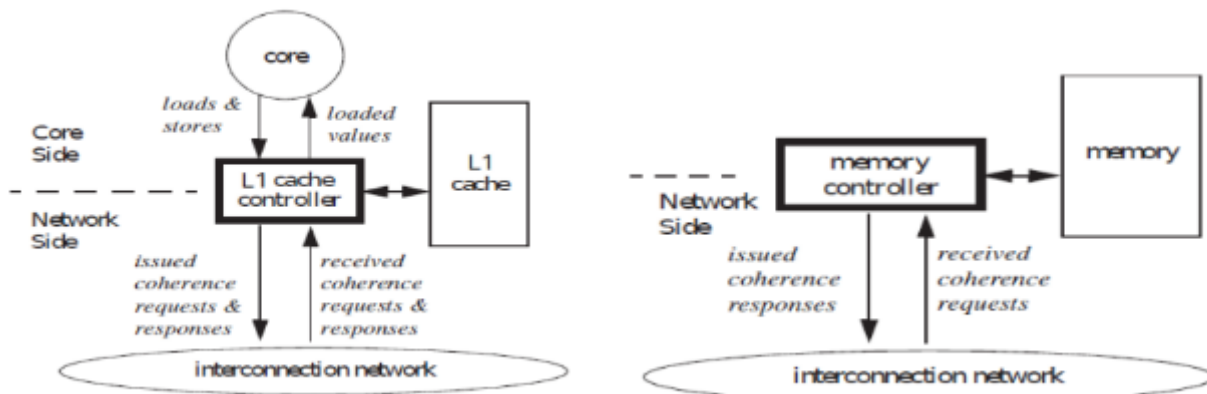 core
loads &
stores
loaded
values
Core
Side
L1 cache
controller
L1
cache
Network
Side
issued
coherence
requests &
responses
received
coherence
requests &
responses
interconnection network
memory
controller
memory
Network
Side
issued
coherence
responses
received
coherence
requests
interconnection network